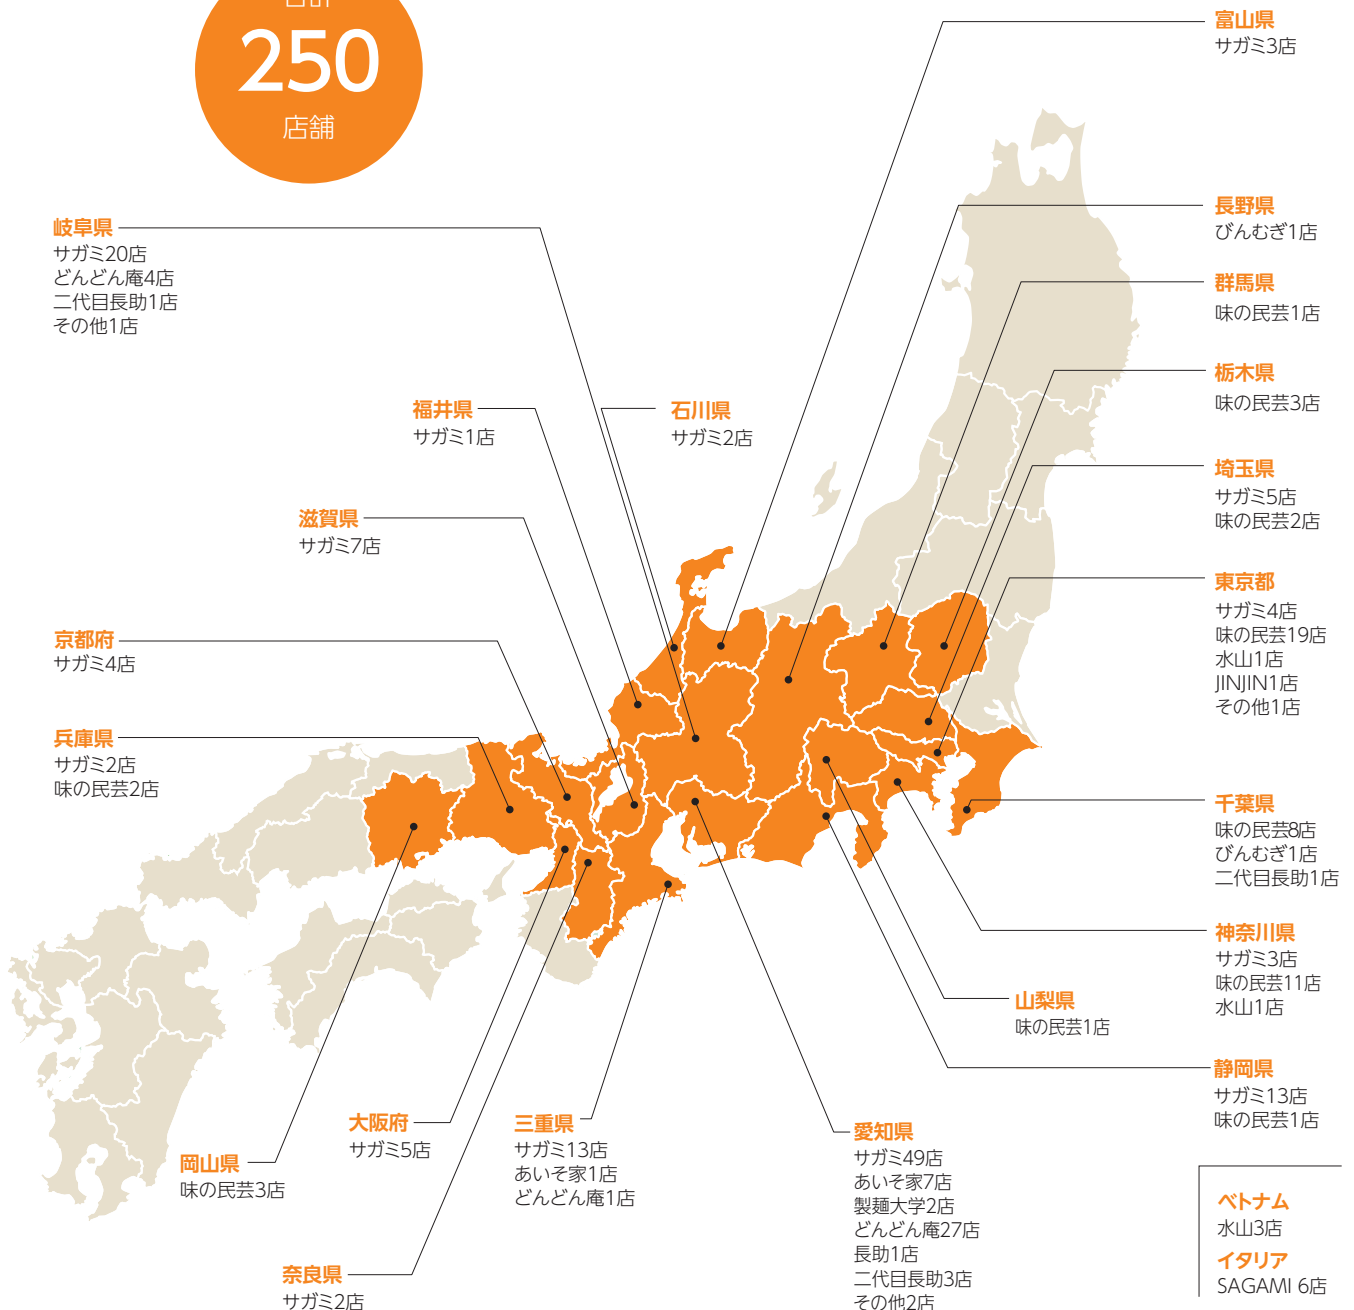 250
店舗
富山県
サガミ3店
長野県
びんむぎ1店
群馬県
味の民芸1店
栃木県
味の民芸3店
埼玉県
サガミ5店
味の民芸2店
東京都
サガミ4店
味の民芸19店
水山1店
JINJIN1店
その他1店
千葉県
味の民芸8店
びんむぎ1店
二代目長助1店
神奈川県
サガミ3店
味の民芸11店
水山1店
山梨県
味の民芸1店
静岡県
サガミ13店
味の民芸1店
岐阜県
サガミ20店
どんどん庵4店
二代目長助1店
その他1店
福井県
サガミ1店
石川県
サガミ2店
滋賀県
サガミ7店
京都府
サガミ4店
兵庫県
サガミ2店
味の民芸2店
岡山県
味の民芸3店
大阪府
サガミ5店
奈良県
サガミ2店
三重県
サガミ13店
あいそ家1店
どんどん庵1店
愛知県
サガミ49店
あいそ家7店
製麺大学2店
どんどん庵27店
長助1店
二代目長助3店
その他2店
ベトナム
水山3店
イタリア
SAGAMI 6店